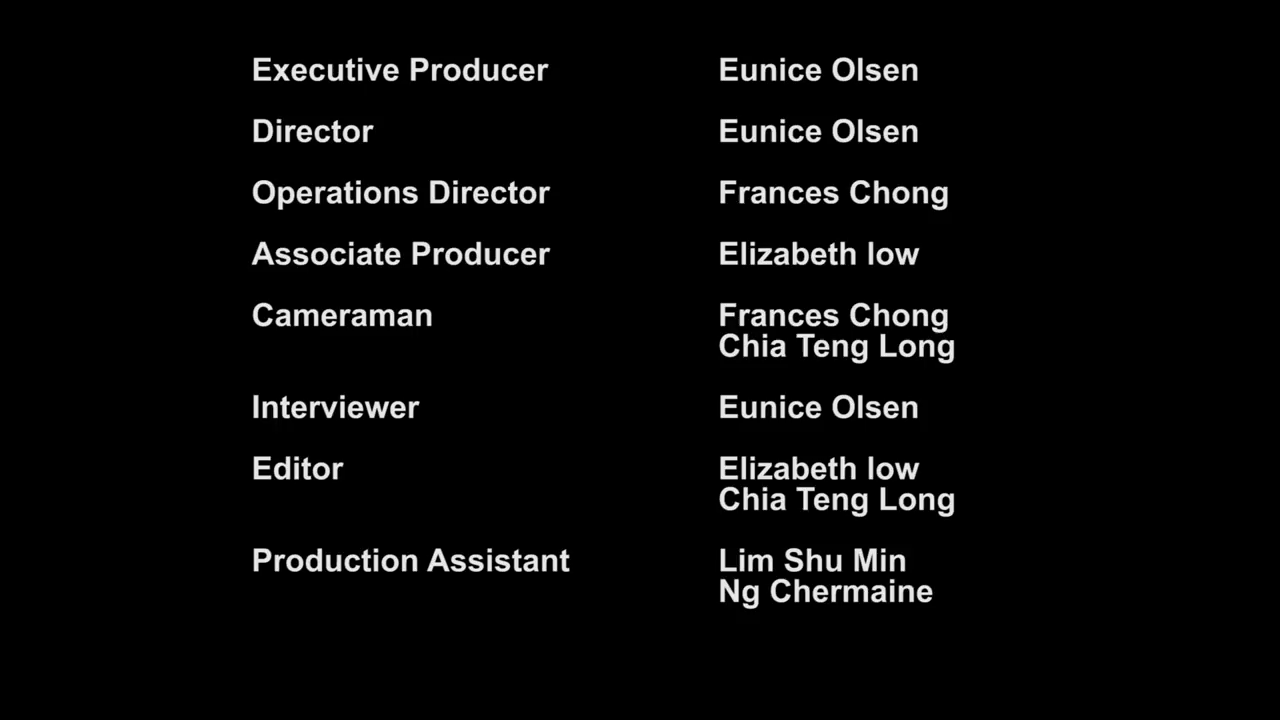 Executive Producer Eunice Olsen
Director Eunice Olsen
Operations Director Frances Chong
Associate Producer Elizabeth low
Cameraman Frances Chong
Chia Teng Long
Interviewer Eunice Olsen
Editor Elizabeth low
Chia Teng Long
Production Assistant Lim Shu Min
Ng Chermaine